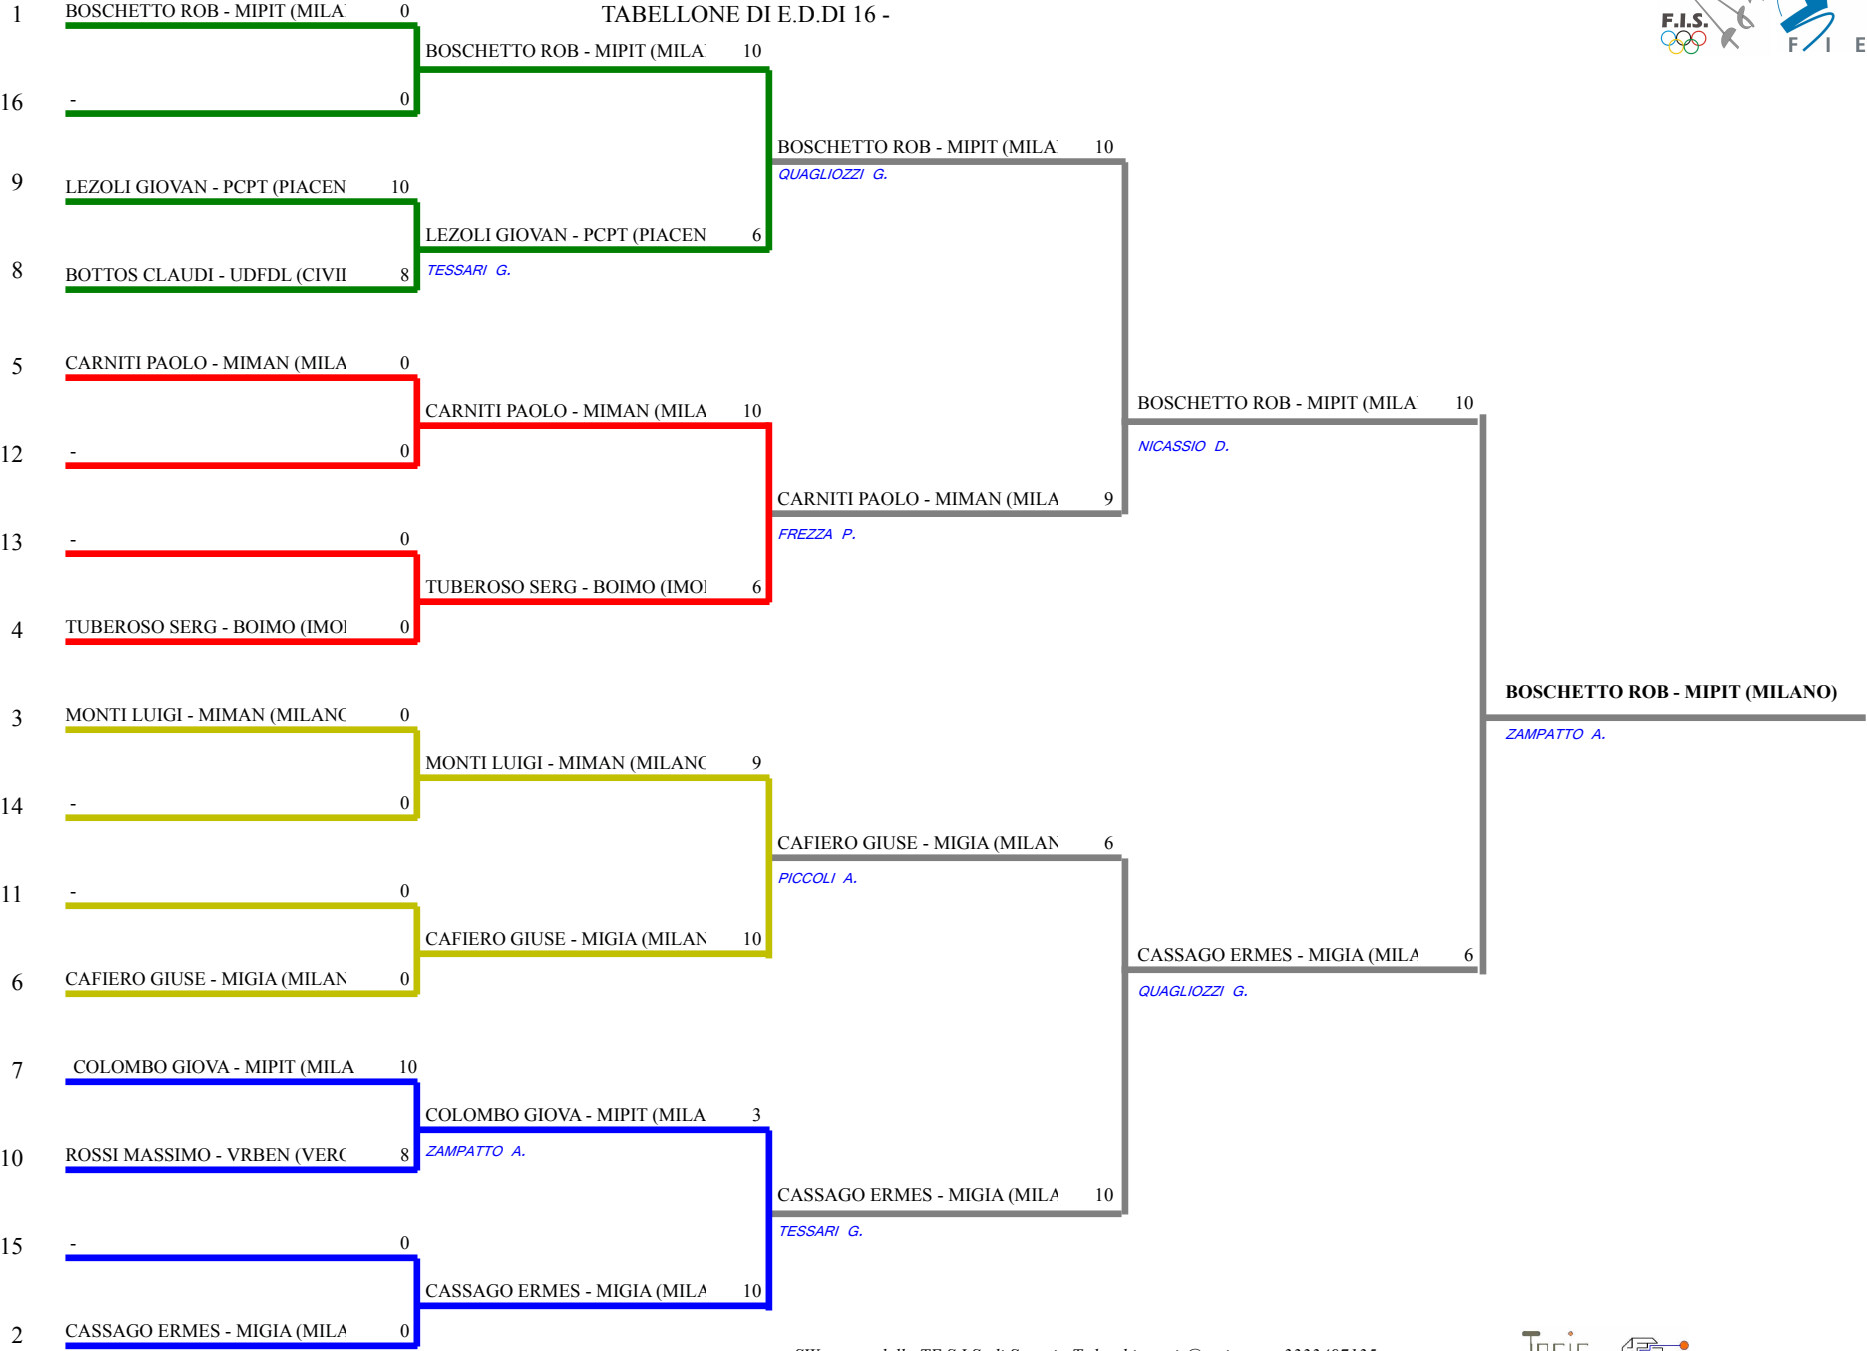 TABELLONE DI E.D.DI 16 -
F.I.S.
F I E
1 BOSCHETTO ROB - MIPIT (MILA 0
16 - 0
9 LEZOLI GIOVAN - PCPT (PIACEN 10
8 BOTTOS CLAUDI - UDFDL (CIVII 8
5 CARNITI PAOLO - MIMAN (MILA 0
12 - 0
13 - 0
4 TUBEROSO SERG - BOIMO (IMOI 0
3 MONTI LUIGI - MIMAN (MILANO 0
14 - 0
11 - 0
6 CAFIERO GIUSE - MIGIA (MILAN 0
7 COLOMBO GIOVA - MIPIT (MILA 10
10 ROSSI MASSIMO - VRBEN (VERO 8
15 - 0
2 CASSAGO ERMES - MIGIA (MILA 0
BOSCHETTO ROB - MIPIT (MILA 10
LEZOLI GIOVAN - PCPT (PIACEN 6
TESSARI G.
CARNITI PAOLO - MIMAN (MILA 10
TUBEROSO SERG - BOIMO (IMOI 6
MONTI LUIGI - MIMAN (MILANO 9
CAFIERO GIUSE - MIGIA (MILAN 10
COLOMBO GIOVA - MIPIT (MILA 3
ZAMPATTO A.
CASSAGO ERMES - MIGIA (MILA 10
BOSCHETTO ROB - MIPIT (MILA 10
QUAGLIOZZI G.
CARNITI PAOLO - MIMAN (MILA 9
FREZZA P.
CAFIERO GIUSE - MIGIA (MILAN 6
PICCOLI A.
CASSAGO ERMES - MIGIA (MILA 10
TESSARI G.
BOSCHETTO ROB - MIPIT (MILA 10
NICASSIO D.
CASSAGO ERMES - MIGIA (MILA 6
QUAGLIOZZI G.
BOSCHETTO ROB - MIPIT (MILANO)
ZAMPATTO A.